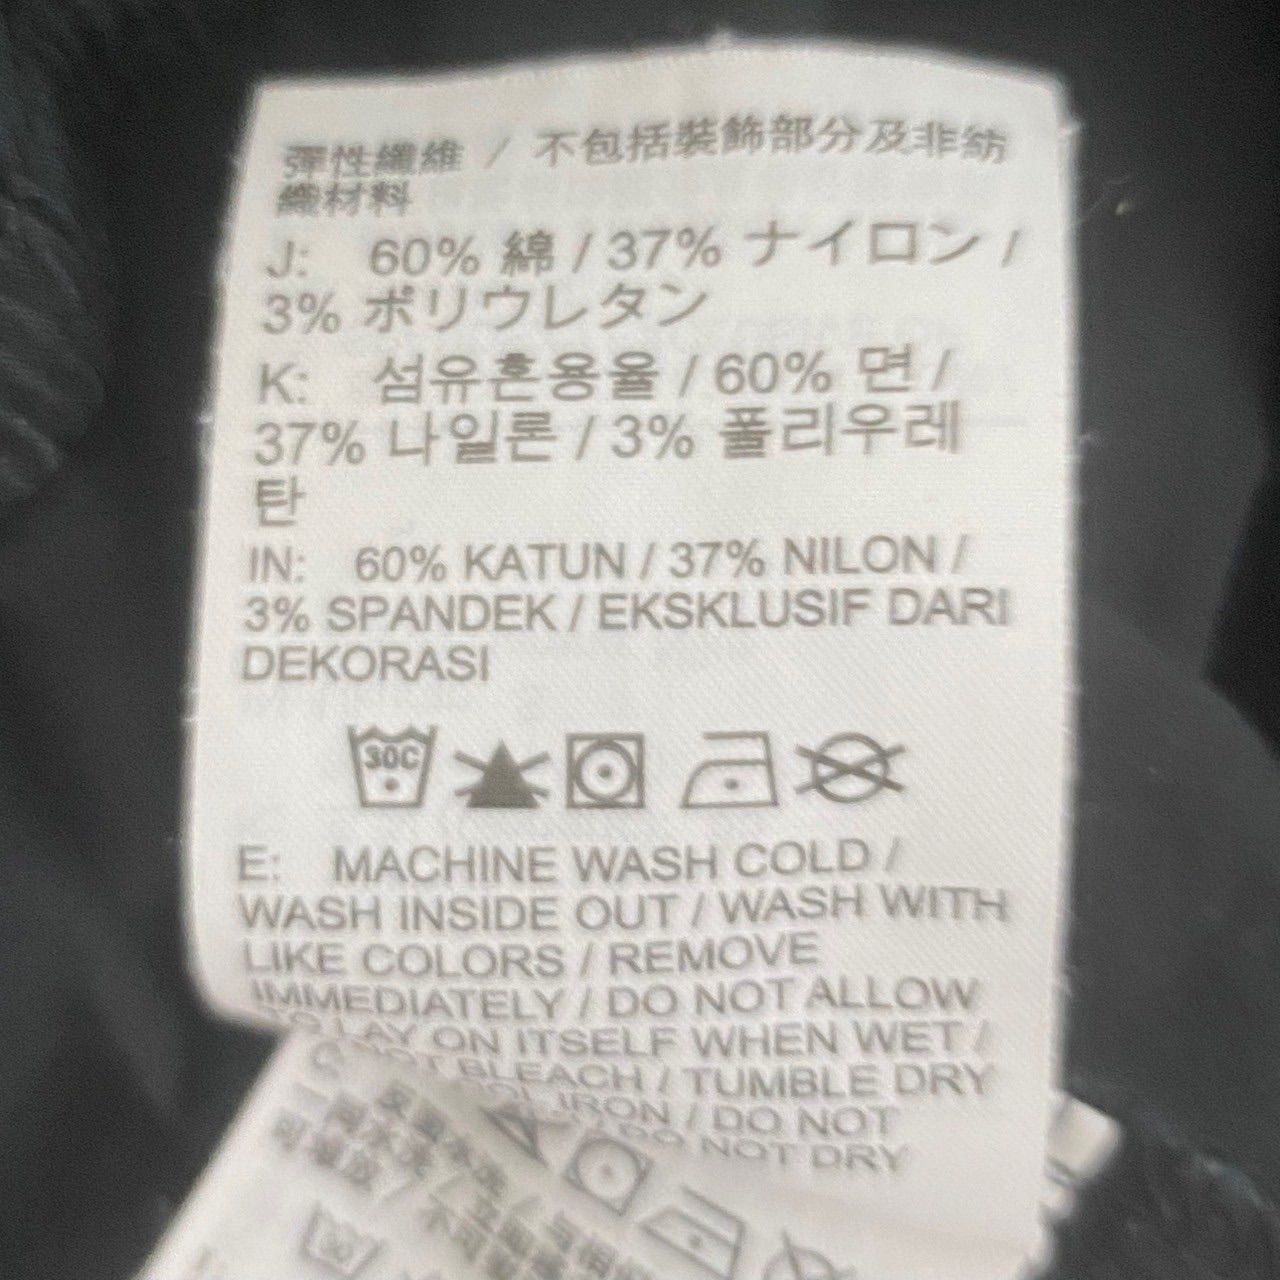 彈性纖維 / 不包括裝飾部分及非紡
織材料
J: 60% 綿 / 37% ナイロン /
3% ポリウレタン
K: 섬유혼용율 / 60% 면 /
37% 나일론 / 3% 폴리우레
탄
IN: 60% KATUN / 37% NILON /
3% SPANDEK / EKSKLUSIF DARI
DEKORASI
30C
E: MACHINE WASH COLD /
WASH INSIDE OUT / WASH WITH
LIKE COLORS / REMOVE
IMMEDIATELY / DO NOT ALLOW
TO LAY ON ITSELF WHEN WET /
BLEACH / TUMBLE DRY
IRON / DO NOT
DO NOT DRY